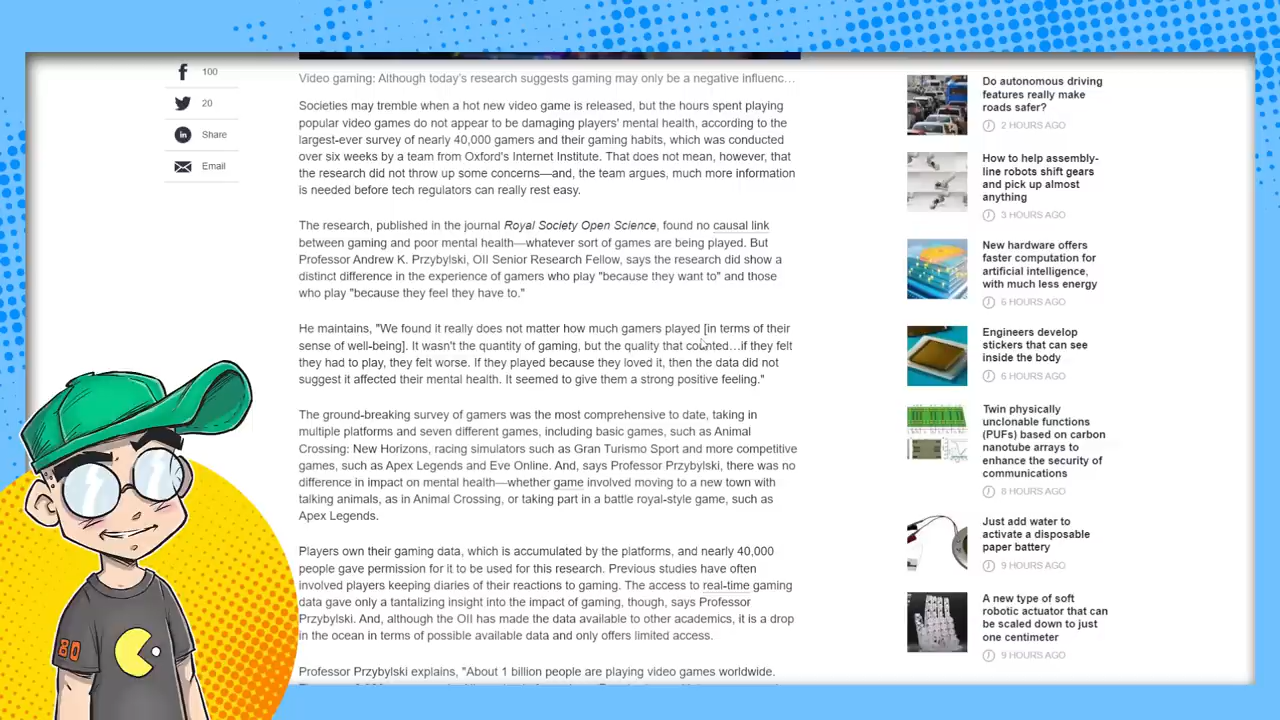 100
20
Share
Email
Video gaming: Although today's research suggests gaming may only be a negative influenc…
Societies may tremble when a hot new video game is released, but the hours spent playing
popular video games do not appear to be damaging players' mental health, according to the
largest-ever survey of nearly 40,000 gamers and their gaming habits, which was conducted
over six weeks by a team from Oxford's Internet Institute. That does not mean, however, that
the research did not throw up some concerns—and, the team argues, much more information
is needed before tech regulators can really rest easy.
The research, published in the journal Royal Society Open Science, found no causal link
between gaming and poor mental health—whatever sort of games are being played. But
Professor Andrew K. Przybylski, OII Senior Research Fellow, says the research did show a
distinct difference in the experience of gamers who play "because they want to" and those
who play "because they feel they have to."
He maintains, "We found it really does not matter how much gamers played [in terms of their
sense of well-being]. It wasn't the quantity of gaming, but the quality that counted…if they felt
they had to play, they felt worse. If they played because they loved it, then the data did not
suggest it affected their mental health. It seemed to give them a strong positive feeling."
The ground-breaking survey of gamers was the most comprehensive to date, taking in
multiple platforms and seven different games, including basic games, such as Animal
Crossing: New Horizons, racing simulators such as Gran Turismo Sport and more competitive
games, such as Apex Legends and Eve Online. And, says Professor Przybylski, there was no
difference in impact on mental health—whether game involved moving to a new town with
talking animals, as in Animal Crossing, or taking part in a battle royal-style game, such as
Apex Legends.
Players own their gaming data, which is accumulated by the platforms, and nearly 40,000
people gave permission for it to be used for this research. Previous studies have often
involved players keeping diaries of their reactions to gaming. The access to real-time gaming
data gave only a tantalizing insight into the impact of gaming, though, says Professor
Przybylski. And, although the OII has made the data available to other academics, it is a drop
in the ocean in terms of possible available data and only offers limited access.
Professor Przybylski explains, "About 1 billion people are playing video games worldwide.
Do autonomous driving
features really make
roads safer?
2 HOURS AGO
How to help assembly-
line robots shift gears
and pick up almost
anything
3 HOURS AGO
New hardware offers
faster computation for
artificial intelligence,
with much less energy
6 HOURS AGO
Engineers develop
stickers that can see
inside the body
6 HOURS AGO
Twin physically
unclonable functions
(PUFs) based on carbon
nanotube arrays to
enhance the security of
communications
8 HOURS AGO
Just add water to
activate a disposable
paper battery
9 HOURS AGO
A new type of soft
robotic actuator that can
be scaled down to just
one centimeter
9 HOURS AGO
80